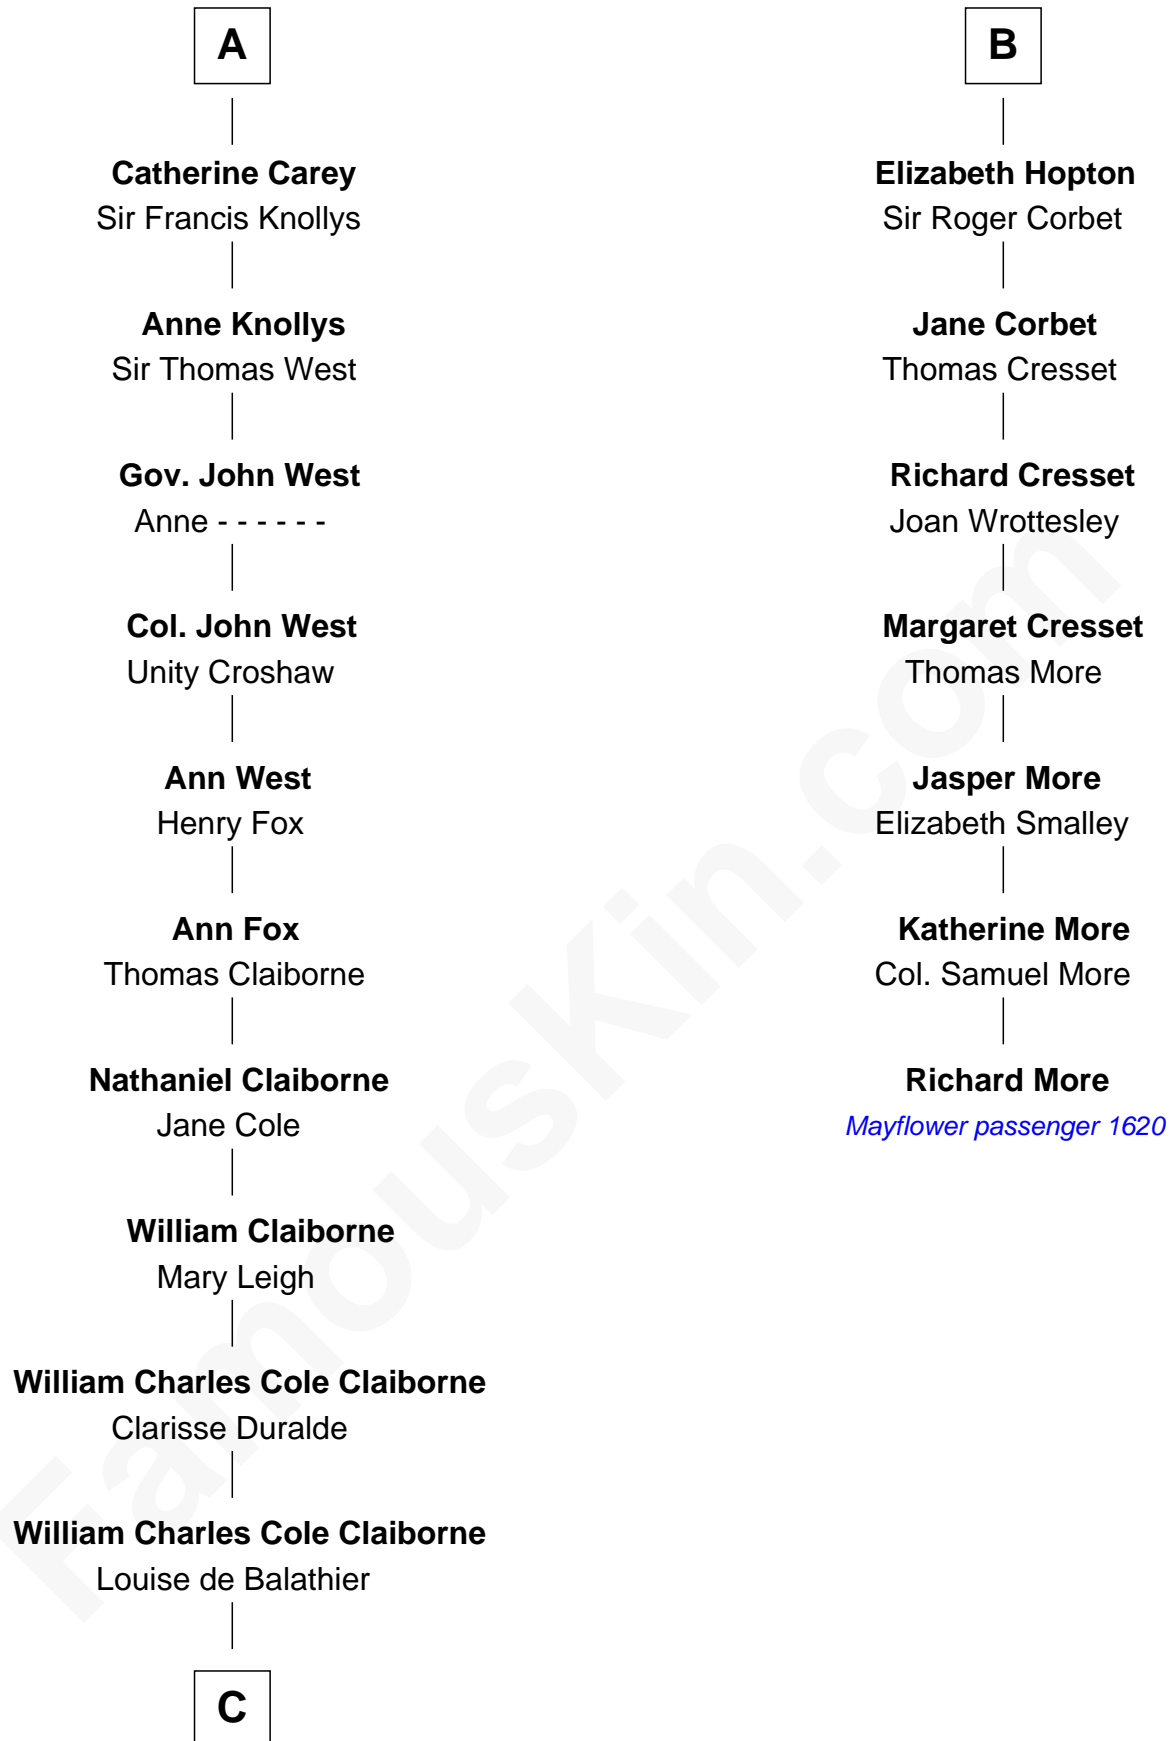 A
Catherine Carey
Sir Francis Knollys
Anne Knollys
Sir Thomas West
Gov. John West
Anne - - - - - -
Col. John West
Unity Croshaw
Ann West
Henry Fox
Ann Fox
Thomas Claiborne
Nathaniel Claiborne
Jane Cole
William Claiborne
Mary Leigh
William Charles Cole Claiborne
Clarisse Duralde
William Charles Cole Claiborne
Louise de Balathier
C
B
Elizabeth Hopton
Sir Roger Corbet
Jane Corbet
Thomas Cresset
Richard Cresset
Joan Wrottesley
Margaret Cresset
Thomas More
Jasper More
Elizabeth Smalley
Katherine More
Col. Samuel More
Richard More
Mayflower passenger 1620
FamousKin.com